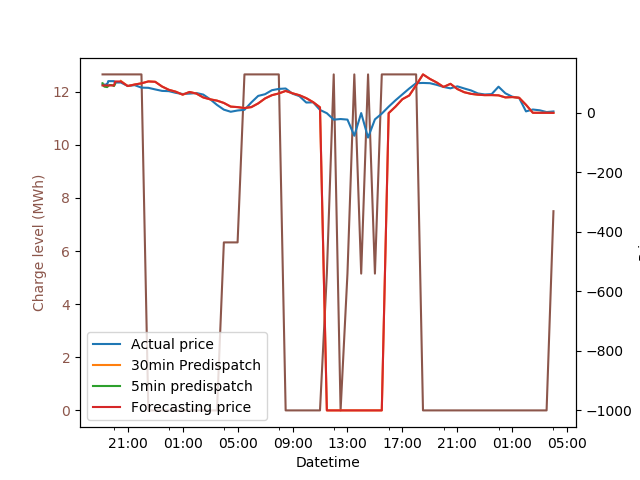 12
10
8
6
4
2
0
Charge level (MWh)
0
−200
−400
−600
−800
−1000
Actual price
30min Predispatch
5min predispatch
Forecasting price
21:00 01:00 05:00 09:00 13:00 17:00 21:00 01:00 05:00
Datetime